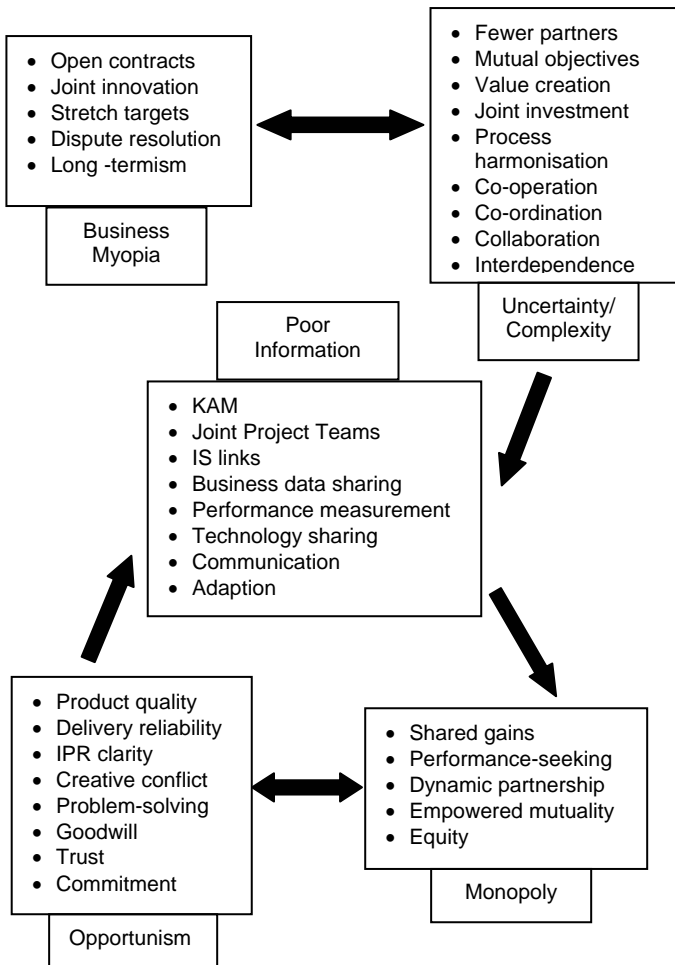 • Open contracts
• Joint innovation
• Stretch targets
• Dispute resolution
• Long -termism
Business
Myopia
• Fewer partners
• Mutual objectives
• Value creation
• Joint investment
• Process
harmonisation
• Co-operation
• Co-ordination
• Collaboration
• Interdependence
Uncertainty/
Complexity
Poor
Information
• KAM
• Joint Project Teams
• IS links
• Business data sharing
• Performance measurement
• Technology sharing
• Communication
• Adaption
• Product quality
• Delivery reliability
• IPR clarity
• Creative conflict
• Problem-solving
• Goodwill
• Trust
• Commitment
Opportunism
• Shared gains
• Performance-seeking
• Dynamic partnership
• Empowered mutuality
• Equity
Monopoly